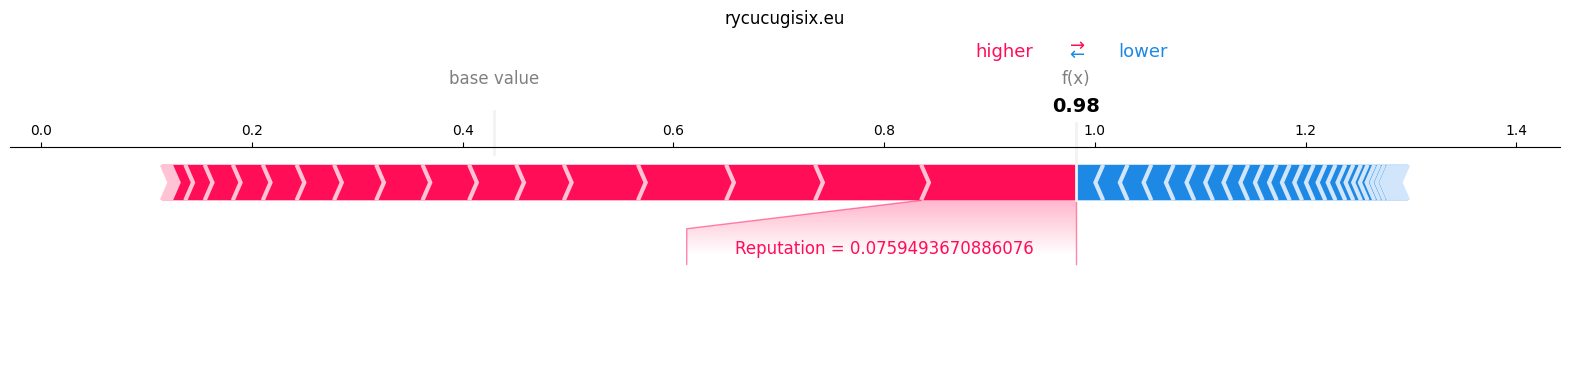 rycucugisix.eu
higher ⇄ lower
base value f(x)
0.98
0.0 0.2 0.4 0.6 0.8 1.0 1.2 1.4
Reputation = 0.0759493670886076